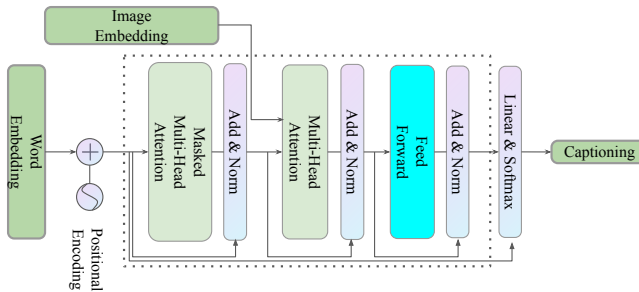 Image
Embedding
Word
Embedding
Positional
Encoding
Masked
Multi-Head
Attention
Add & Norm
Multi-Head
Attention
Add & Norm
Feed
Forward
Add & Norm
Linear & Softmax
Captioning